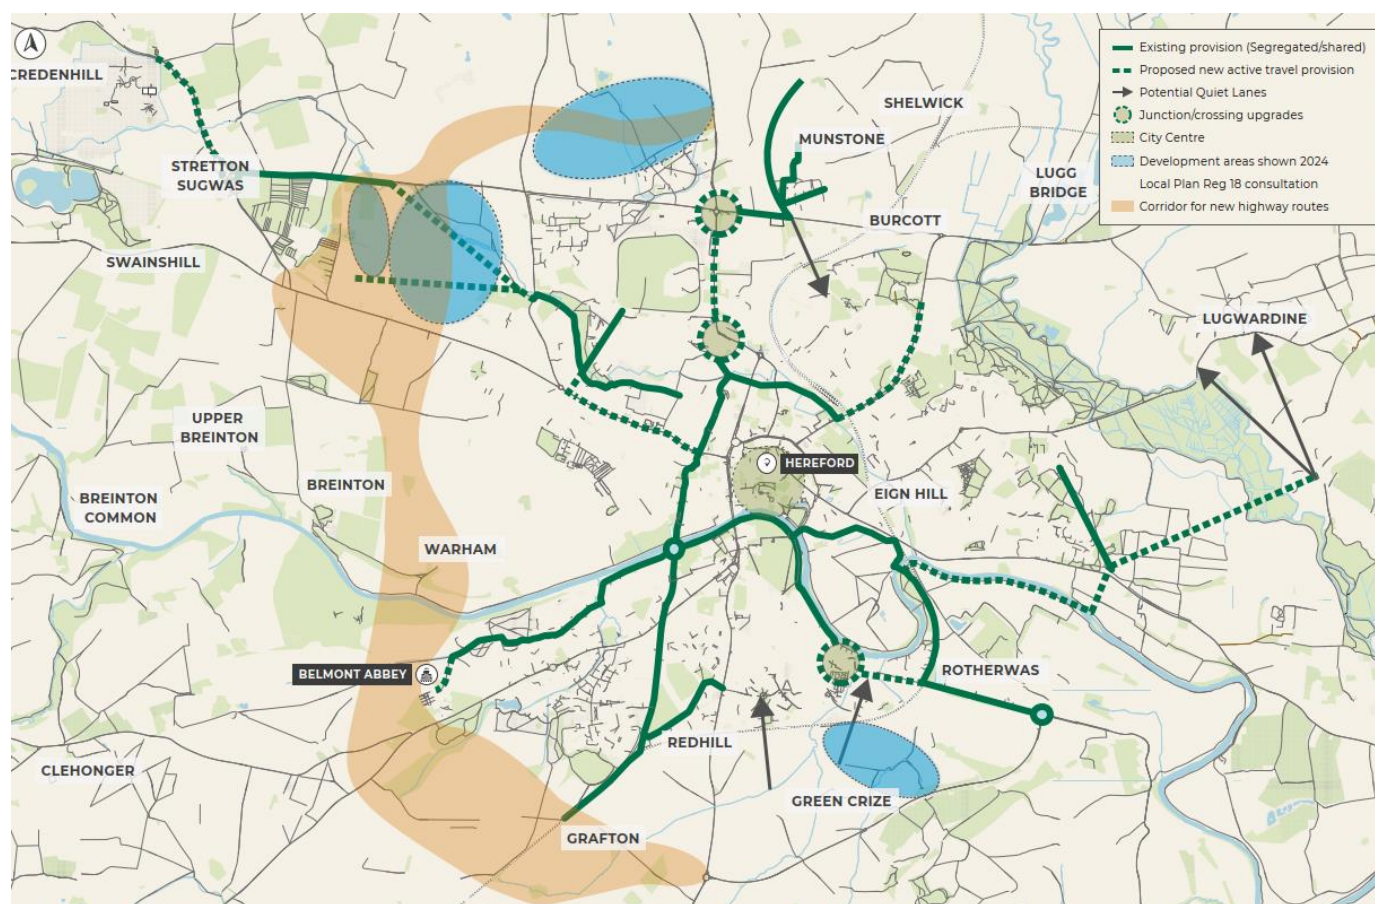 CREDENHILL
STRETTON
SUGWAS
SWAINSHILL
UPPER
BREINTON
BREINTON
BREINTON
COMMON
WARHAM
BELMONT ABBEY
CLEHONGER
GRAFTON
REDHILL
GREEN CRIZE
ROTHERWAS
EIGN HILL
HEREFORD
LUGWARDINE
BURCOTT
MUNSTONE
SHELWICK
LUGG
BRIDGE
Existing provision (Segregated/shared)
Proposed new active travel provision
Potential Quiet Lanes
Junction/crossing upgrades
City Centre
Development areas shown 2024
Local Plan Reg 18 consultation
Corridor for new highway routes